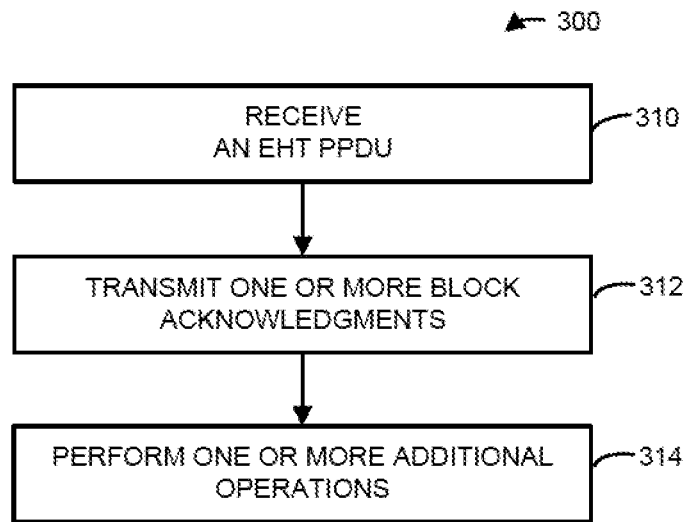 300
RECEIVE
AN EHT PPDU
310
TRANSMIT ONE OR MORE BLOCK
ACKNOWLEDGMENTS
312
PERFORM ONE OR MORE ADDITIONAL
OPERATIONS
314